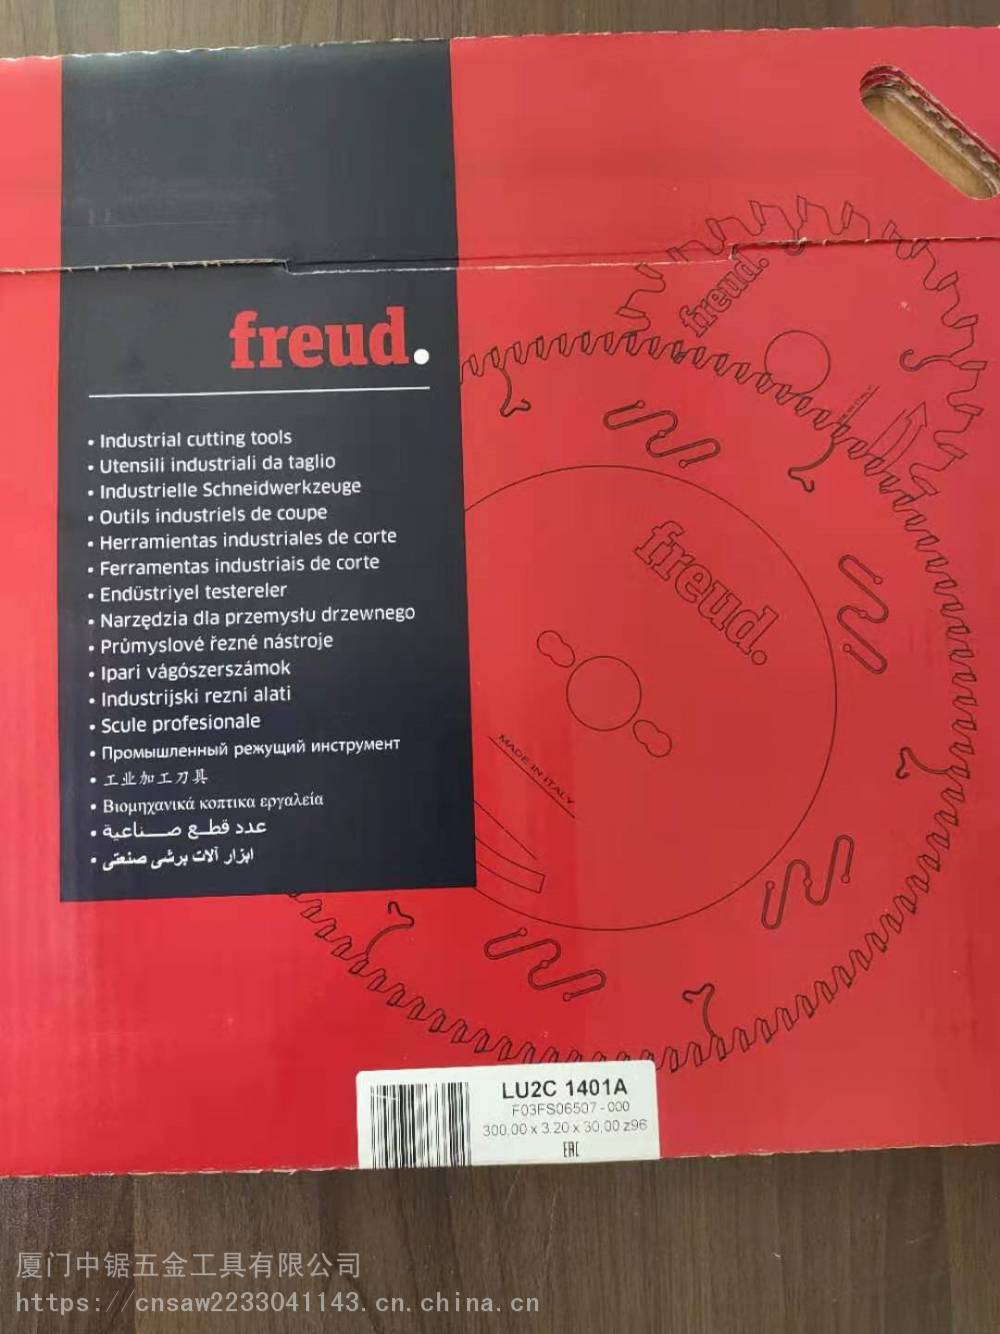 freud.
freud.
• Industrial cutting tools
• Utensili industriali da taglio
• Industrielle Schneidwerkzeuge
• Outils industriels de coupe
• Herramientas industriales de corte
• Ferramentas industriais de corte
• Endüstriyel testereler
• Narzędzia dla przemysłu drzewnego
• Průmyslové řezné nástroje
• Ipari vágószerszámok
• Industrijski rezni alati
• Scule profesionale
• Промышленный режущий инструмент
• 工业加工刀具
• Βιομηχανικά κοπτικα εργαλεία
• عدد قطع صناعية
• ابزار آلات برشی صنعتی
freud.
MADE IN ITALY
LU2C 1401A
F03FS06507-000
300,00 x 3.20 x 30,00 z96
EAC
厦门中锯五金工具有限公司
https://cnsaw2233041143.cn.china.cn